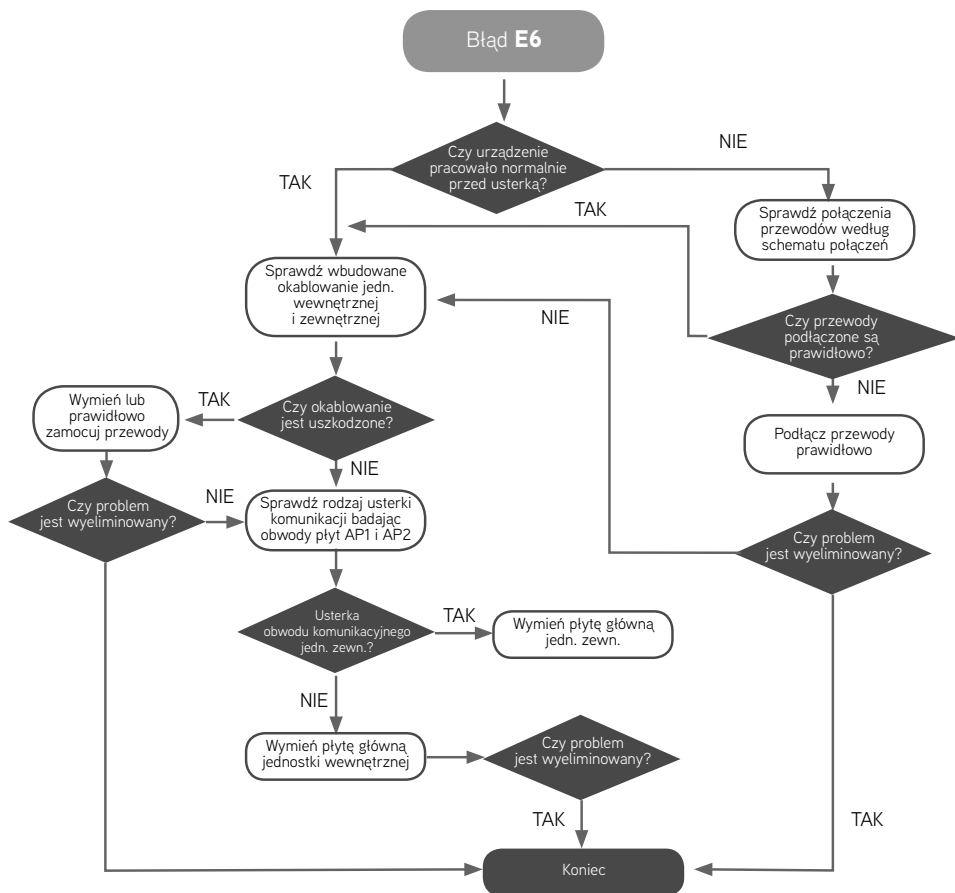 Błąd E6
Czy urządzenie
pracowało normalnie
przed usterką?
NIE
TAK
TAK
Sprawdź połączenia
przewodów według
schematu połączeń
Sprawdź wbudowane
okablowanie jedn.
wewnętrznej
i zewnętrznej
NIE
Czy przewody
podłączone są
prawidłowo?
NIE
Wymień lub
prawidłowo
zamocuj przewody
TAK
Czy okablowanie
jest uszkodzone?
Podłącz przewody
prawidłowo
NIE
Czy problem
jest wyeliminowany?
NIE
Sprawdź rodzaj usterki
komunikacji badając
obwody płyt AP1 i AP2
Czy problem
jest wyeliminowany?
Usterka
obwodu komunikacyjnego
jedn. zewn.?
TAK
Wymień płytę główną
jedn. zewn.
NIE
Wymień płytę główną
jednostki wewnętrznej
Czy problem
jest wyeliminowany?
TAK
TAK
Koniec